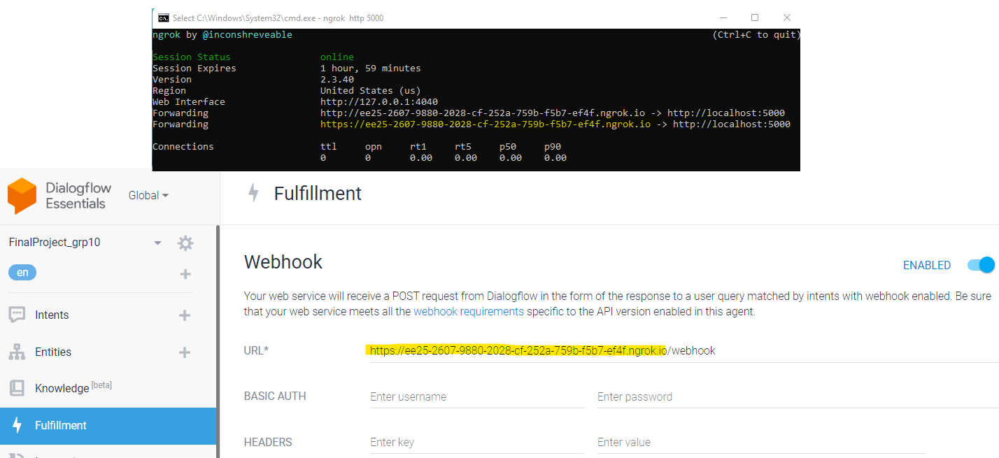 Select C:\Windows\System32\cmd.exe - ngrok http 5000
ngrok by @inconshreveable (Ctrl+C to quit)
Session Status online
Session Expires 1 hour, 59 minutes
Version 2.3.40
Region United States (us)
Web Interface http://127.0.0.1:4040
Forwarding http://ee25-2607-9880-2028-cf-252a-759b-f5b7-ef4f.ngrok.io -> http://localhost:5000
Forwarding https://ee25-2607-9880-2028-cf-252a-759b-f5b7-ef4f.ngrok.io -> http://localhost:5000
Connections ttl opn rt1 rt5 p50 p90
0 0 0.00 0.00 0.00 0.00
Dialogflow
Essentials
Global
FinalProject_grp10
en
Intents
Entities
Knowledge [beta]
Fulfillment
Fulfillment
Webhook
ENABLED
Your web service will receive a POST request from Dialogflow in the form of the response to a user query matched by intents with webhook enabled. Be sure
that your web service meets all the webhook requirements specific to the API version enabled in this agent.
URL* https://ee25-2607-9880-2028-cf-252a-759b-f5b7-ef4f.ngrok.io/webhook
BASIC AUTH Enter username Enter password
HEADERS Enter key Enter value